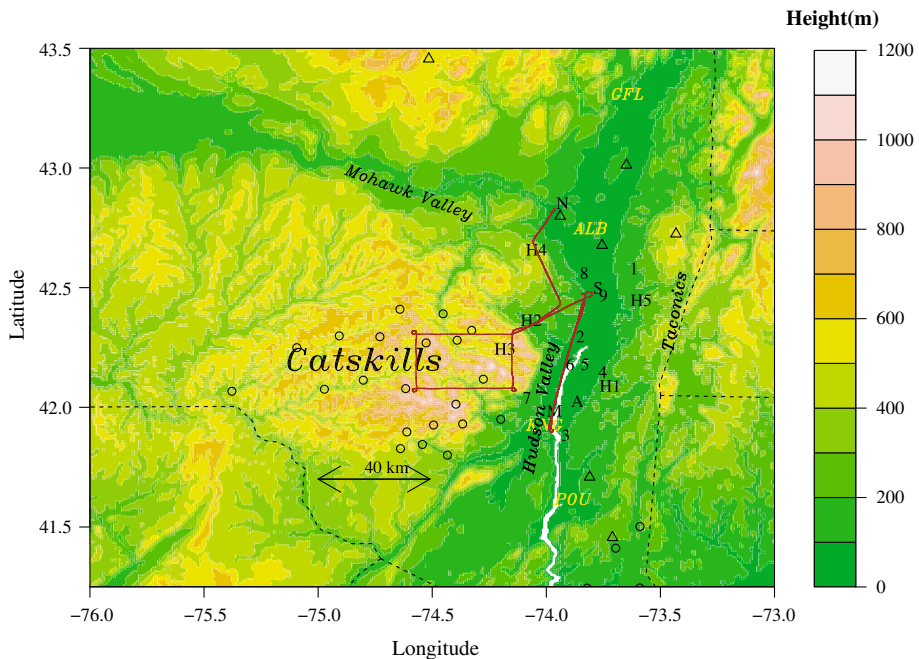 Height(m)
43.5
43.0
42.5
42.0
41.5
Latitude
−76.0
−75.5
−75.0
−74.5
−74.0
−73.5
−73.0
Longitude
1200
1000
800
600
400
200
0
GFL
Mohawk Valley
N
ALB
H4
8
1
S
9
H5
H2
2
H3
Catskills
Taconics
6 5
4
H1
7
A
M
3
Hudson Valley
40 km
POU